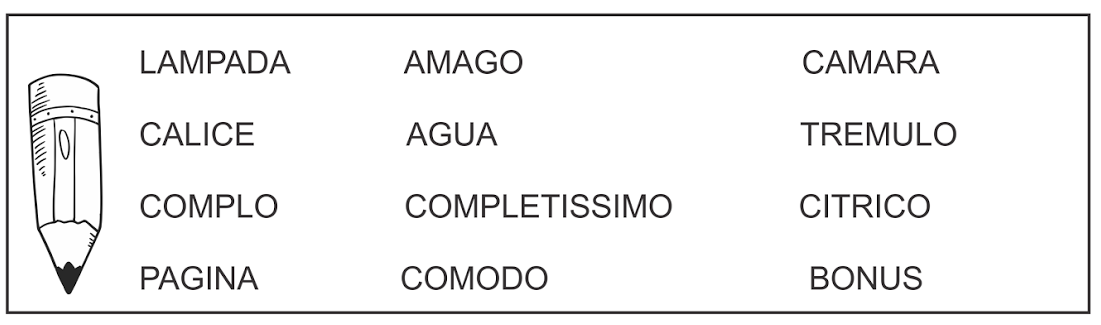 LAMPADA AMAGO CAMARA
CALICE AGUA TREMULO
COMPLO COMPLETISSIMO CITRICO
PAGINA COMODO BONUS